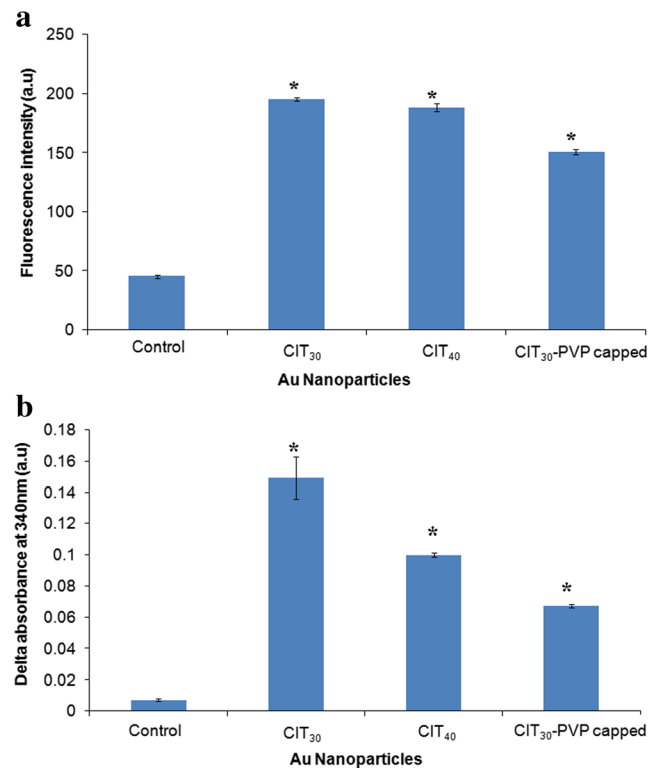 a
Fluorescence intensity (a.u)
250
200
150
100
50
0
*
*
*
Control
CIT30
CIT40
CIT30-PVP capped
Au Nanoparticles
b
Delta absorbance at 340nm (a.u)
0.18
0.16
0.14
0.12
0.1
0.08
0.06
0.04
0.02
0
*
*
*
Control
CIT30
CIT40
CIT30-PVP capped
Au Nanoparticles